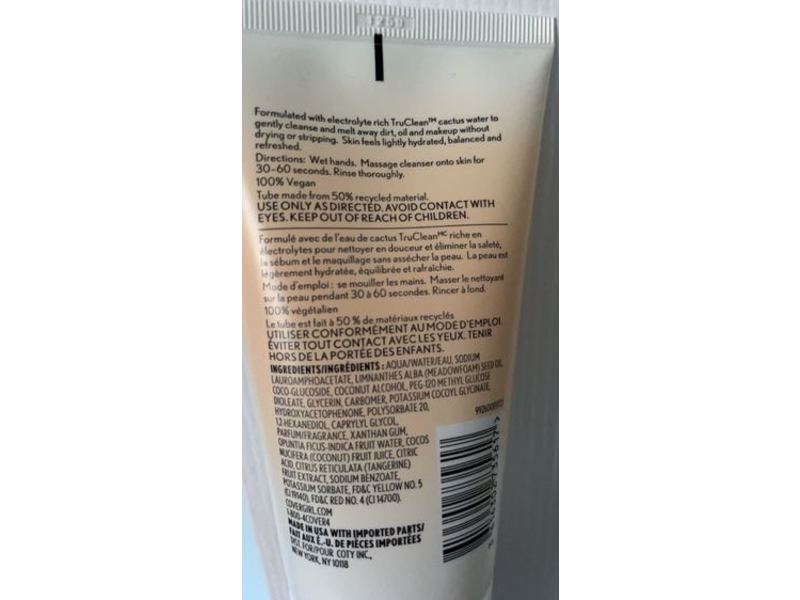 1253
Formulated with electrolyte rich TruClean™ cactus water to
gently cleanse and melt away dirt, oil and makeup without
drying or stripping. Skin feels lightly hydrated, balanced and
refreshed.
Directions: Wet hands. Massage cleanser onto skin for
30-60 seconds. Rinse thoroughly.
100% Vegan
Tube made from 50% recycled material.
USE ONLY AS DIRECTED. AVOID CONTACT WITH
EYES. KEEP OUT OF REACH OF CHILDREN.
Formulé avec de l'eau de cactus TruClean ᴹᶜ riche en
électrolytes pour nettoyer en douceur et éliminer la saleté,
le sébum et le maquillage sans assécher la peau. La peau est
légèrement hydratée, équilibrée et rafraîchie.
Mode d'emploi : se mouiller les mains. Masser le nettoyant
sur la peau pendant 30 à 60 secondes. Rincer à fond.
100% végétalien
Le tube est fait à 50 % de matériaux recyclés
UTILISER CONFORMÉMENT AU MODE D'EMPLOI.
ÉVITER TOUT CONTACT AVEC LES YEUX. TENIR
HORS DE LA PORTÉE DES ENFANTS.
INGREDIENTS/INGRÉDIENTS : AQUA/WATER/EAU, SODIUM
LAUROAMPHOACETATE, LIMNANTHES ALBA (MEADOWFOAM) SEED OIL,
COCO-GLUCOSIDE, COCONUT ALCOHOL, PEG-120 METHYL GLUCOSE
DIOLEATE, GLYCERIN, CARBOMER, POTASSIUM COCOYL GLYCINATE,
HYDROXYACETOPHENONE, POLYSORBATE 20,
1,2-HEXANEDIOL, CAPRYLYL GLYCOL,
PARFUM/FRAGRANCE, XANTHAN GUM,
OPUNTIA FICUS-INDICA FRUIT WATER, COCOS
NUCIFERA (COCONUT) FRUIT JUICE, CITRIC
ACID, CITRUS RETICULATA (TANGERINE)
FRUIT EXTRACT, SODIUM BENZOATE,
POTASSIUM SORBATE, FD&C YELLOW NO. 5
(CI 19140), FD&C RED NO. 4 (CI 14700).
COVERGIRL.COM
1-800-4COVER4
MADE IN USA WITH IMPORTED PARTS/
FAIT AUX É.-U. DE PIÈCES IMPORTÉES
DIST. FOR/POUR COTY INC.,
NEW YORK, NY 10118